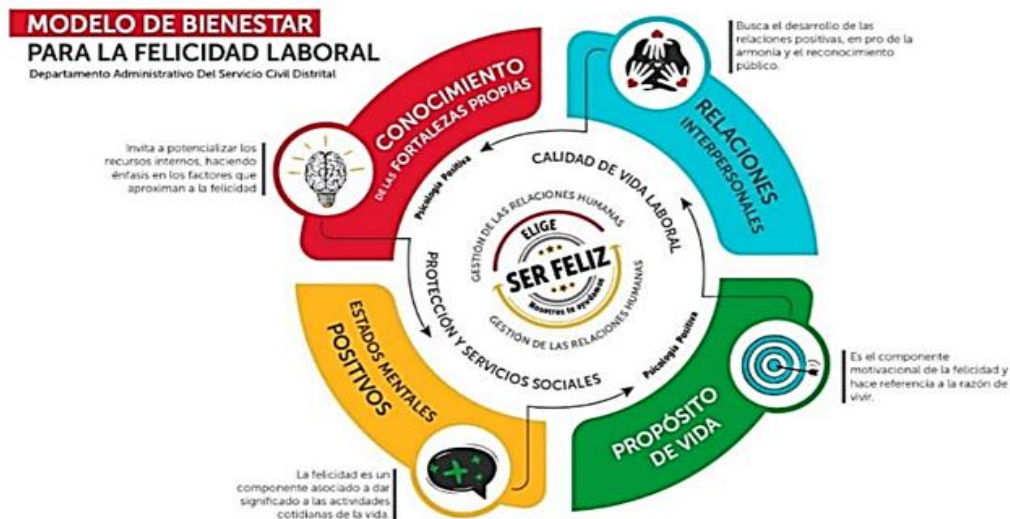 MODELO DE BIENESTAR
PARA LA FELICIDAD LABORAL
Departamento Administrativo Del Servicio Civil Distrital
Invita a potencializar los
recursos internos, haciendo
énfasis en los factores que
aproximan a la felicidad
CONOCIMIENTO
DE LAS FORTALEZAS PROPIAS
Busca el desarrollo de las
relaciones positivas, en pro de la
armonía y el reconocimiento
público.
RELACIONES
INTERPERSONALES
Psicología Positiva
CALIDAD DE VIDA LABORAL
GESTIÓN DE LAS RELACIONES HUMANAS
ELIGE
SER FELIZ
Nosotros te ayudamos
GESTIÓN DE LAS RELACIONES HUMANAS
PROTECCIÓN Y SERVICIOS SOCIALES
Psicología Positiva
ESTADOS MENTALES
POSITIVOS
La felicidad es un
componente asociado a dar
significado a las actividades
cotidianas de la vida.
PROPÓSITO
DE VIDA
Es el componente
motivacional de la felicidad y
hace referencia a la razón de
vivir.